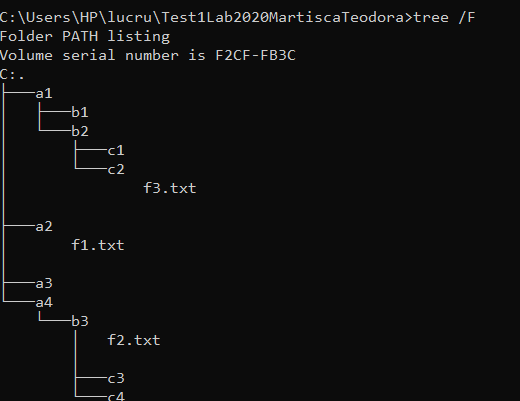 C:\Users\HP\lucru\Test1Lab2020MartiscaTeodora>tree /F
Folder PATH listing
Volume serial number is F2CF-FB3C
C:.
├───a1
│   ├───b1
│   └───b2
│       ├───c1
│       └───c2
│               f3.txt
│
├───a2
│       f1.txt
│
├───a3
└───a4
    └───b3
        │   f2.txt
        │
        ├───c3
        └───c4